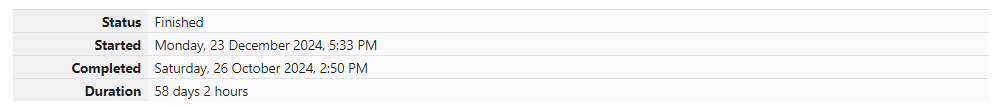 Status Finished
Started Monday, 23 December 2024, 5:33 PM
Completed Saturday, 26 October 2024, 2:50 PM
Duration 58 days 2 hours